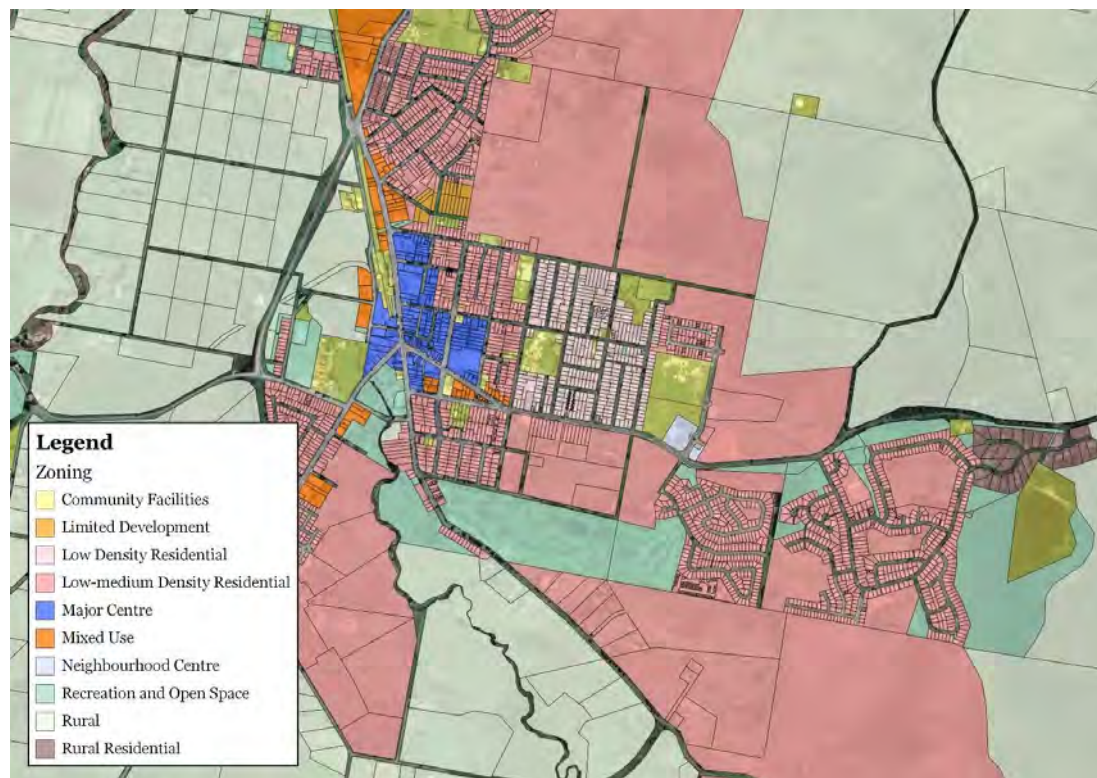 Legend
Zoning
Community Facilities
Limited Development
Low Density Residential
Low-medium Density Residential
Major Centre
Mixed Use
Neighbourhood Centre
Recreation and Open Space
Rural
Rural Residential